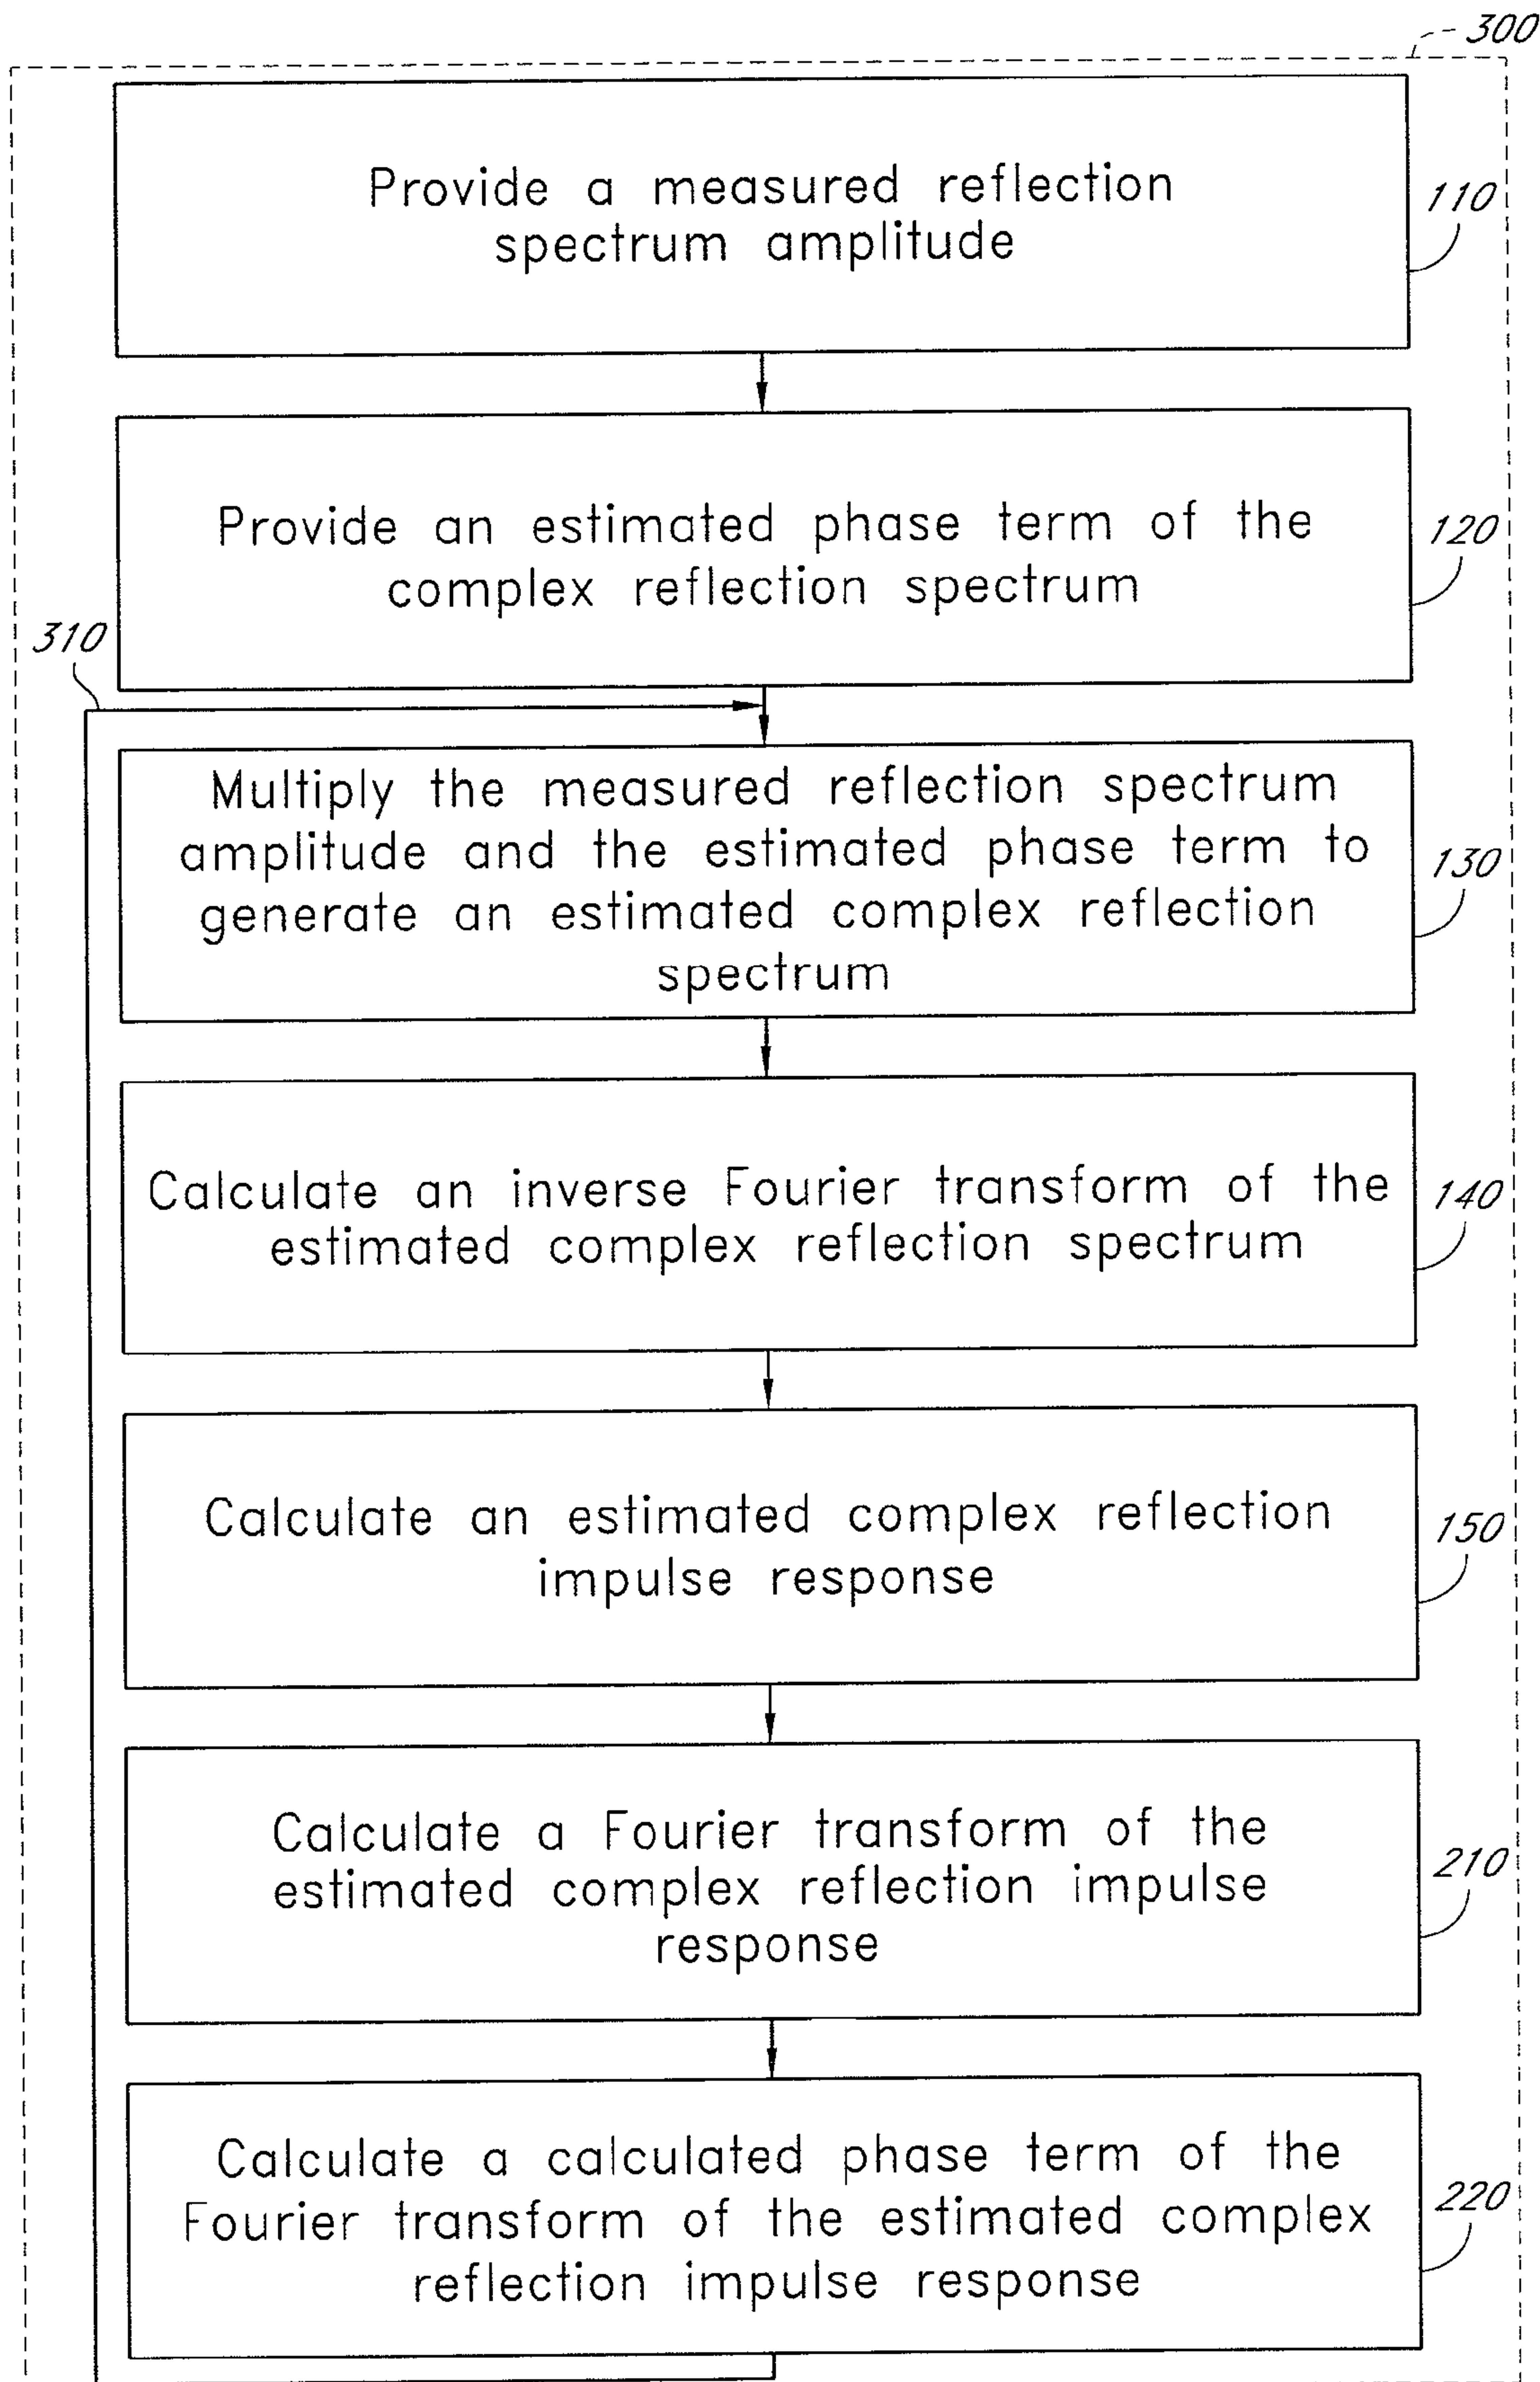 300
Provide a measured reflection
spectrum amplitude
110
Provide an estimated phase term of the
complex reflection spectrum
120
310
Multiply the measured reflection spectrum
amplitude and the estimated phase term to
generate an estimated complex reflection
spectrum
130
Calculate an inverse Fourier transform of the
estimated complex reflection spectrum
140
Calculate an estimated complex reflection
impulse response
150
Calculate a Fourier transform of the
estimated complex reflection impulse
response
210
Calculate a calculated phase term of the
Fourier transform of the estimated complex
reflection impulse response
220